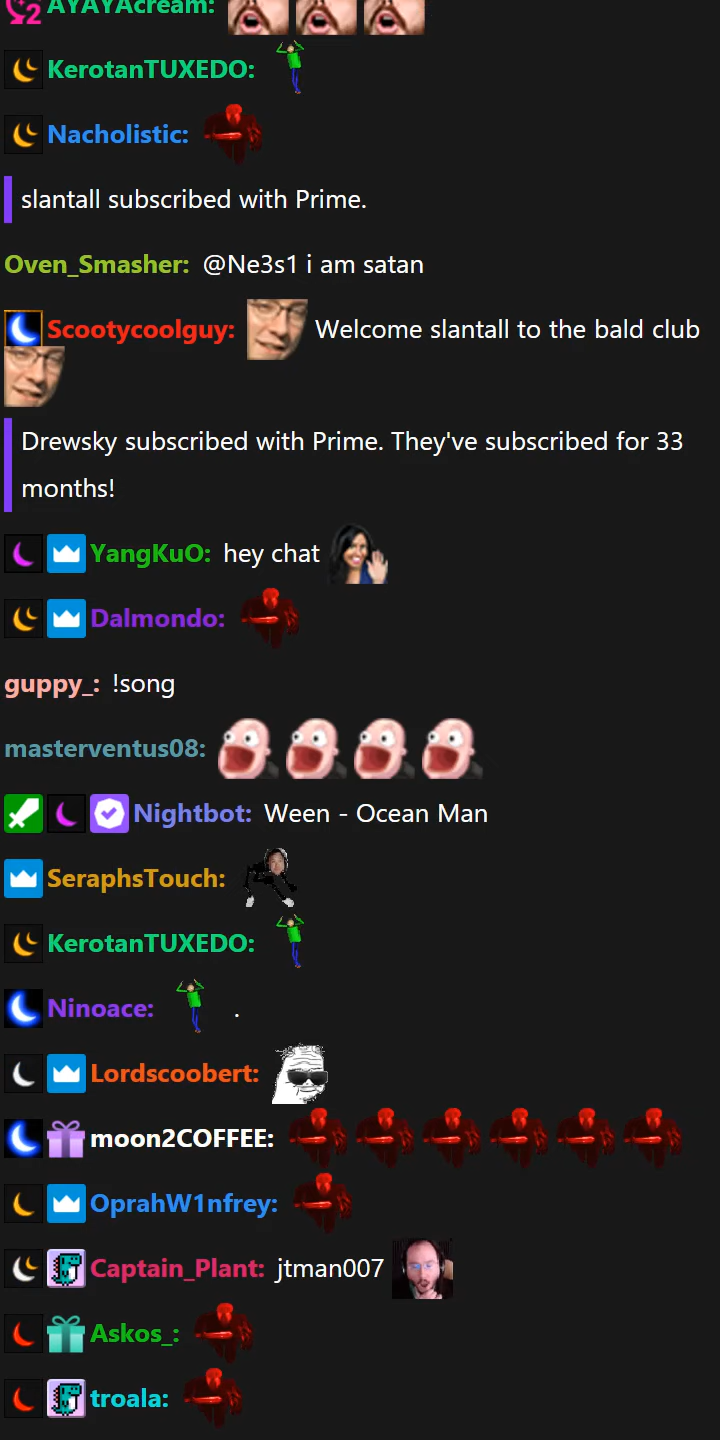 AYAYAcream:
KerotanTUXEDO:
Nacholistic:
slantall subscribed with Prime.
Oven_Smasher: @Ne3s1 i am satan
Scootycoolguy: Welcome slantall to the bald club
Drewsky subscribed with Prime. They've subscribed for 33
months!
YangKuO: hey chat
Dalmondo:
guppy_: !song
masterventus08:
Nightbot: Ween - Ocean Man
SeraphsTouch:
KerotanTUXEDO:
Ninoace: .
Lordscoobert:
moon2COFFEE:
OprahW1nfrey:
Captain_Plant: jtman007
Askos_:
troala: